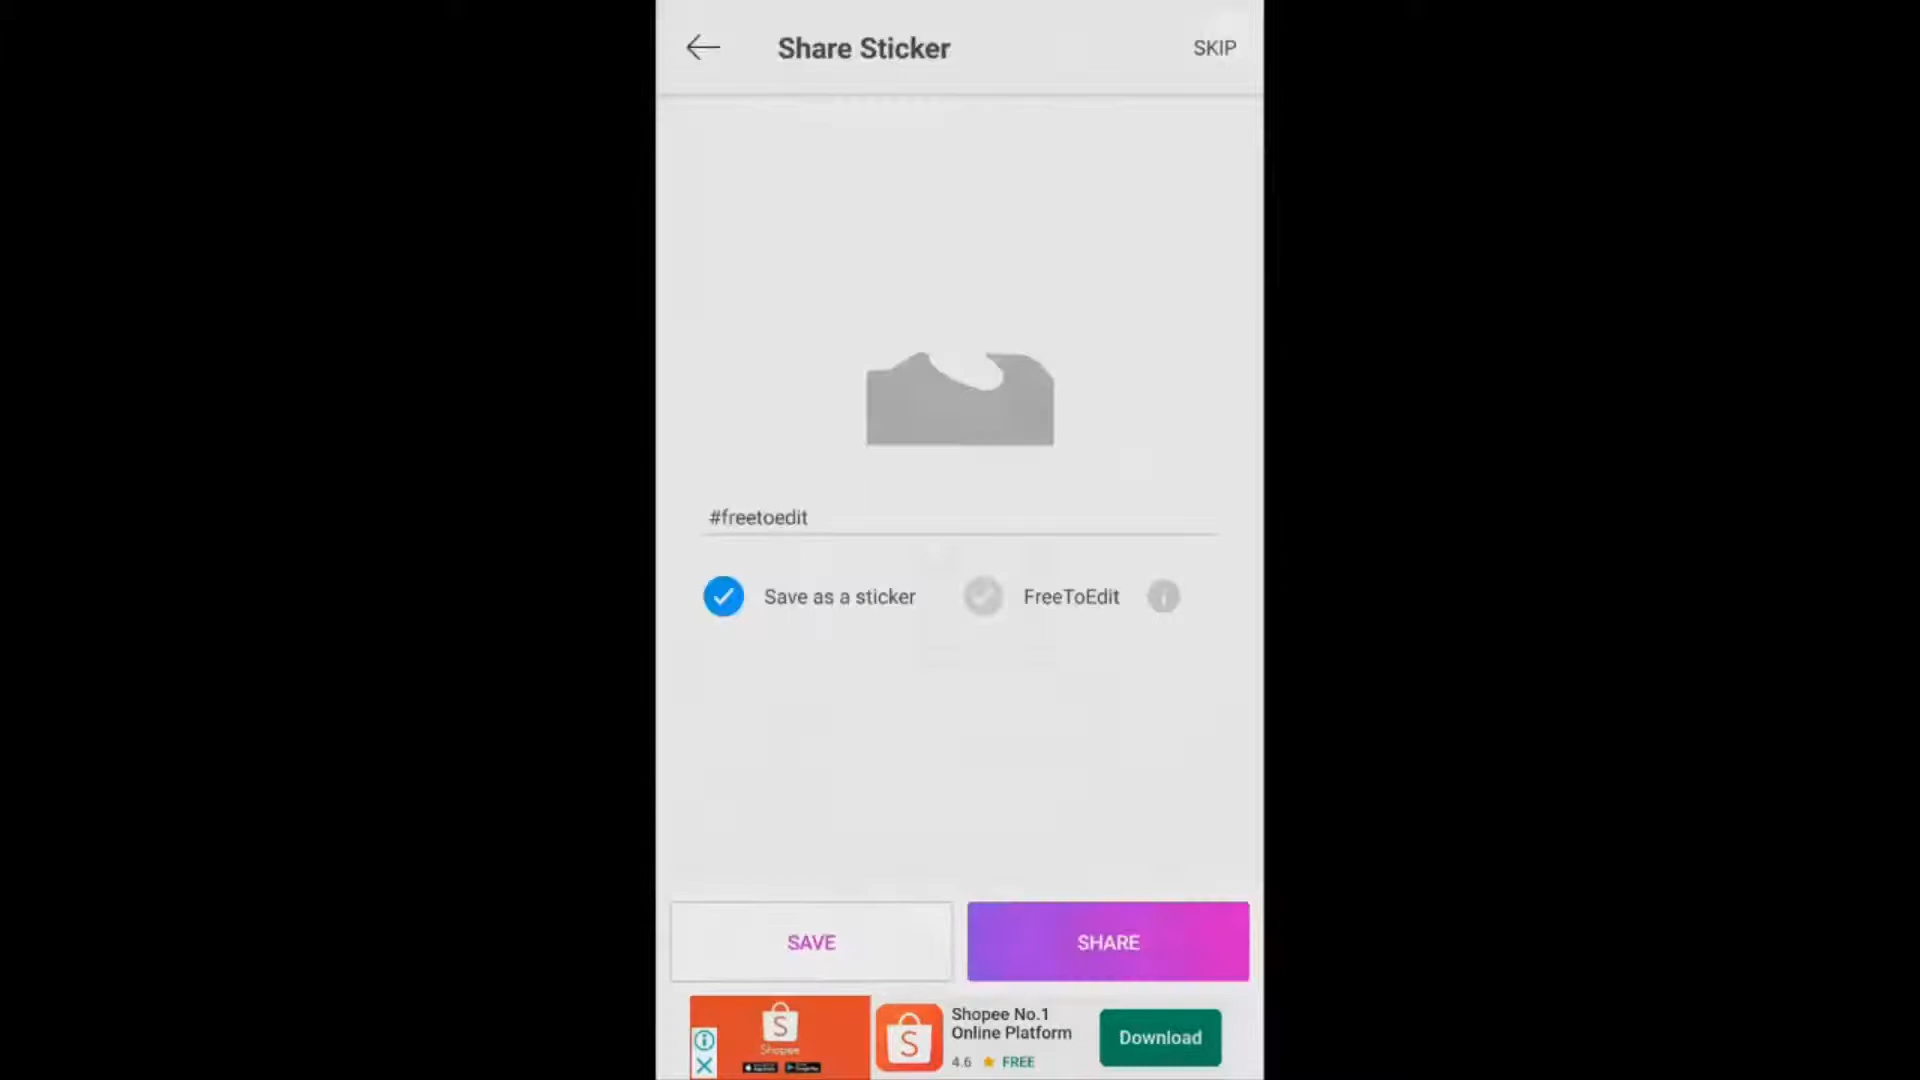 Share Sticker
SKIP
#freetoedit
Save as a sticker
FreeToEdit
SAVE
SHARE
Shopee
Shopee No.1
Online Platform
4.6 ★ FREE
Download